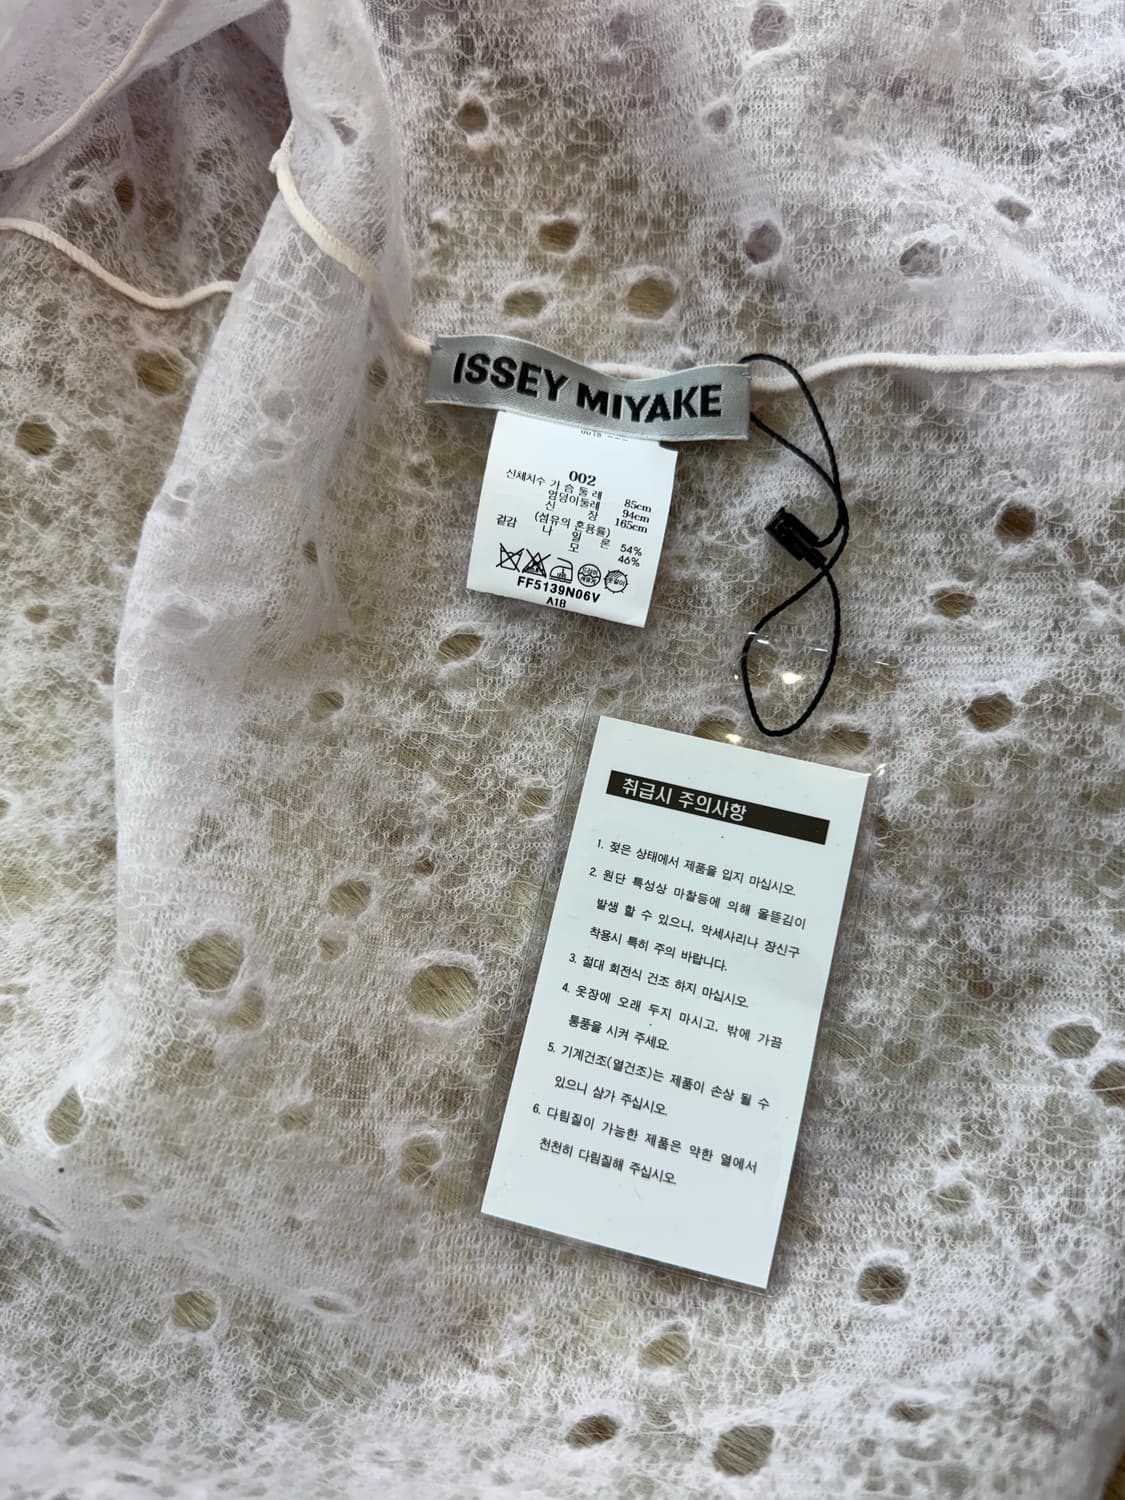 ISSEY MIYAKE
002
신체치수 가 슴 둘 레 85cm
엉덩이둘레 94cm
신 장 165cm
겉감 (섬유의 혼용률)
나 일 론 54%
모 46%
FF5139N06V
A18
취급시 주의사항
1. 젖은 상태에서 제품을 입지 마십시오.
2. 원단 특성상 마찰등에 의해 올뜯김이
발생 할 수 있으니, 악세사리나 장신구
착용시 특히 주의 바랍니다.
3. 절대 회전식 건조 하지 마십시오.
4. 옷장에 오래 두지 마시고, 밖에 가끔
통풍을 시켜 주세요.
5. 기계건조(열건조)는 제품이 손상 될 수
있으니 삼가 주십시오.
6. 다림질이 가능한 제품은 약한 열에서
천천히 다림질해 주십시오.